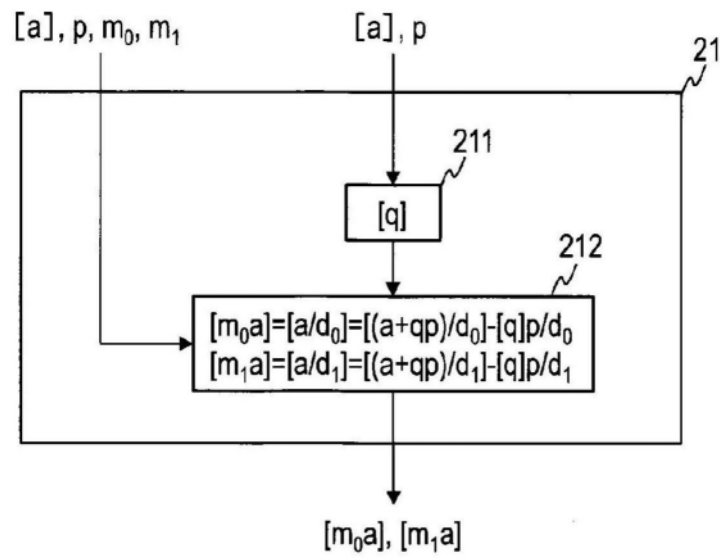 [a], p, m₀, m₁
[a], p
21
211
[q]
212
[m₀a]=[a/d₀]=[(a+qp)/d₀]-[q]p/d₀
[m₁a]=[a/d₁]=[(a+qp)/d₁]-[q]p/d₁
[m₀a], [m₁a]